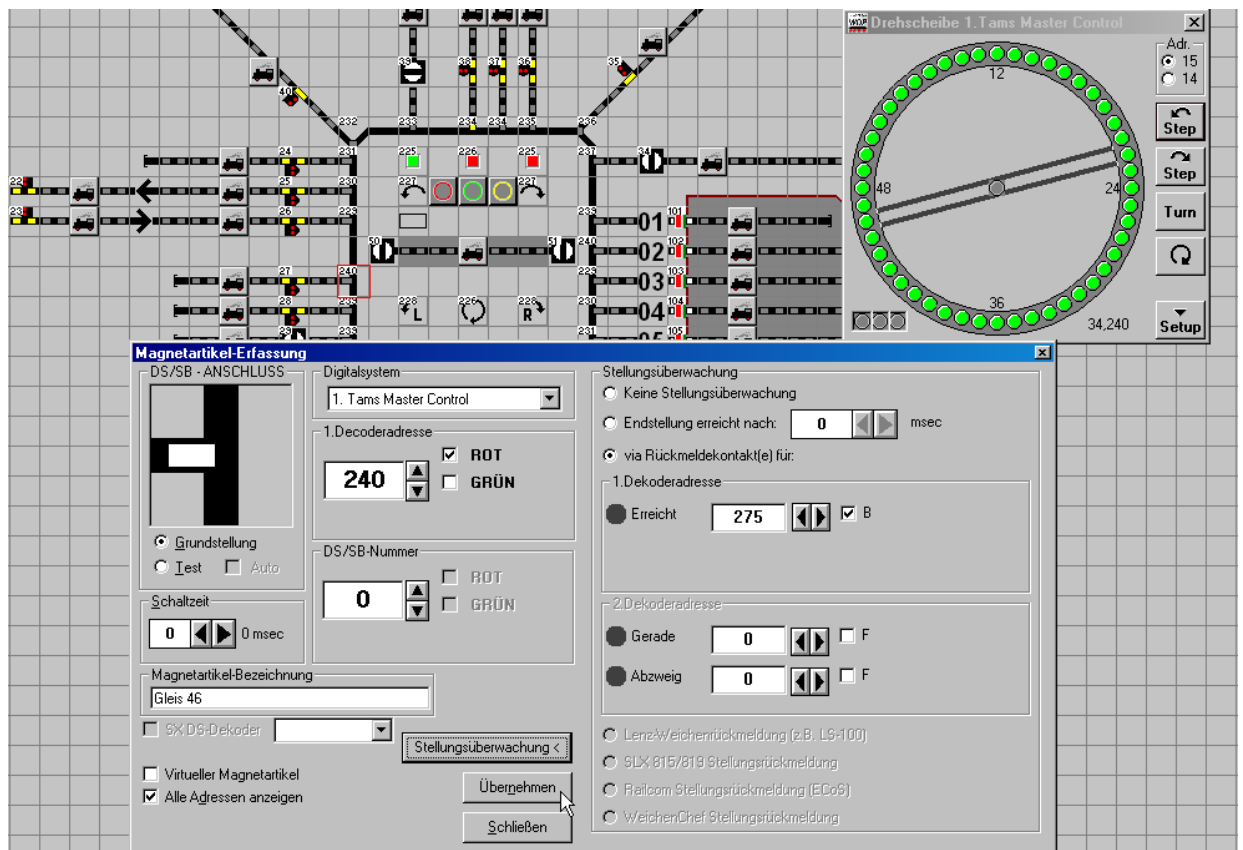 WDP Drehscheibe 1.Tams Master Control
Adr.
15
14
Step
Step
Turn
Setup
12
24
36
48
34,240
39 38 37 36 35
40
232 233 234 234 235 236
24 231 225 226 225 237 34
22 25 230 227 227
23 26 229 239 01 101
50 51 240 02 102
27 240 229 03 103
28 239 228 L 226 228 R 230 04 104
29 239 231 05 105
Magnetartikel-Erfassung
DS/SB - ANSCHLUSS
Grundstellung
Test Auto
Schaltzeit
0 0 msec
Digitalsystem
1. Tams Master Control
1.Decoderadresse
240
ROT
GRÜN
DS/SB-Nummer
0
ROT
GRÜN
Magnetartikel-Bezeichnung
Gleis 46
SX DS-Dekoder
Stellungsüberwachung <
Virtueller Magnetartikel
Alle Adressen anzeigen
Übernehmen
Schließen
Stellungsüberwachung
Keine Stellungsüberwachung
Endstellung erreicht nach: 0 msec
via Rückmeldekontakt(e) für:
1.Dekoderadresse
Erreicht 275 B
2.Dekoderadresse
Gerade 0 F
Abzweig 0 F
Lenz-Weichenrückmeldung (z.B. LS-100)
SLX 815/819 Stellungsrückmeldung
Railcom Stellungsrückmeldung (ECoS)
WeichenChef Stellungsrückmeldung